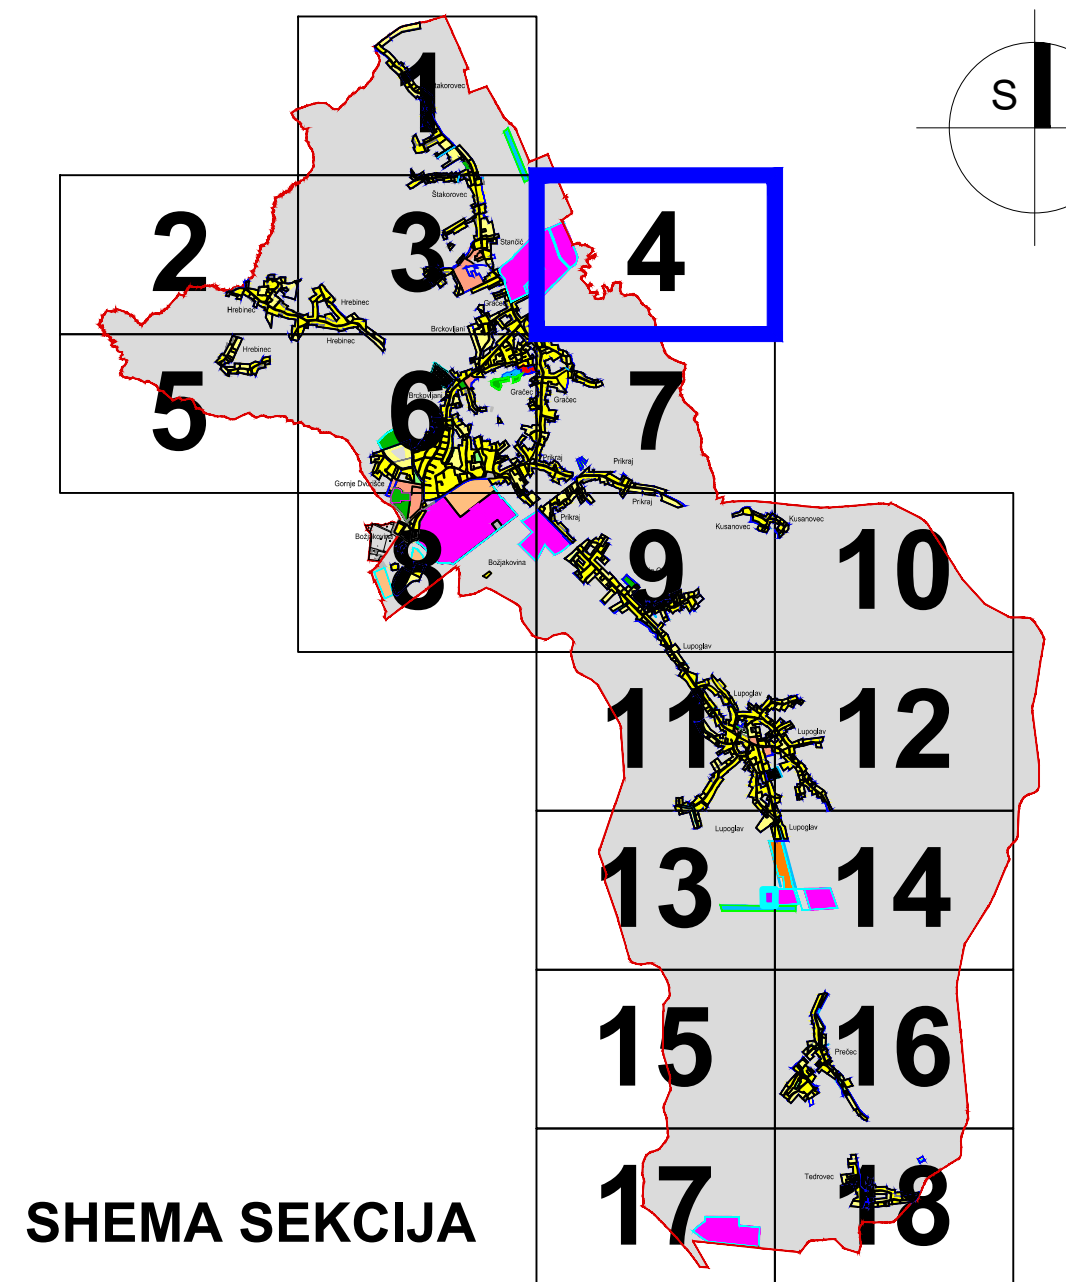 1
takorovec
S
Štakorovec
2
3
4
Stančić
Hrebinec
Hrebinec
Gračec
Brckovljani
Hrebinec
Hrebinec
5
6
7
Brckovljani
Gračec
Gračec
Prikraj
Prikraj
Gornje Dvorišće
Prikraj
Prikraj
Kusanovec
Kusanovec
8
9
10
Božjakovina
Božjakovina
Lupoglav
11
12
Lupoglav
Lupoglav
Lupoglav
Lupoglav
13
14
15
16
Prečec
17
18
Tedrovec
SHEMA SEKCIJA